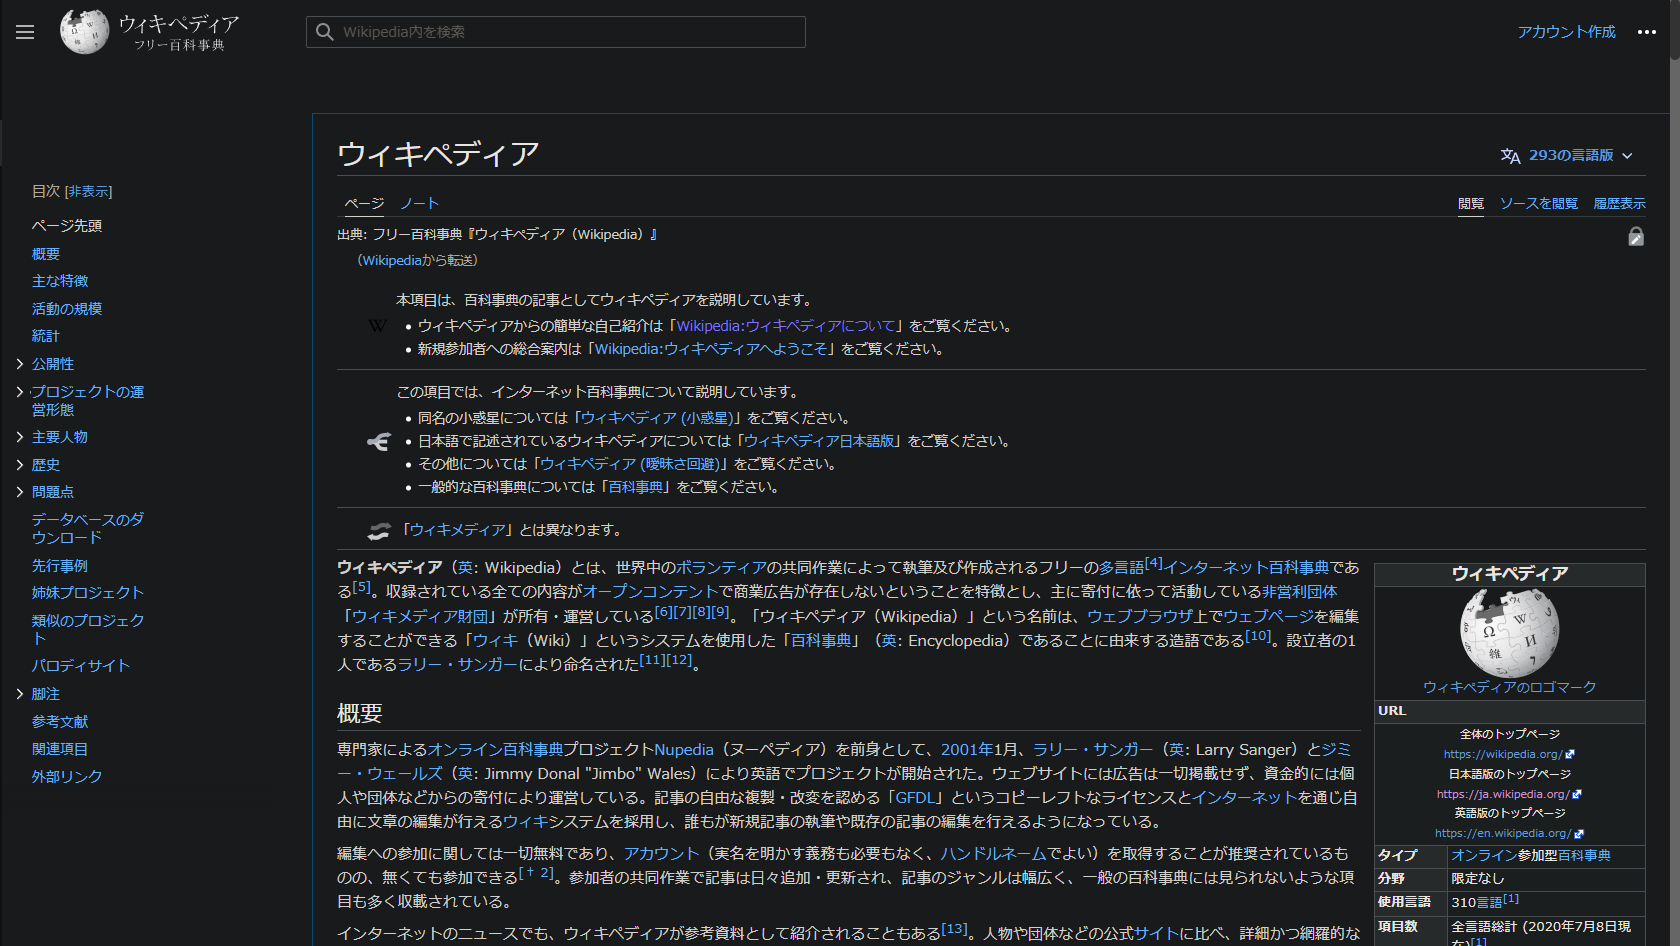 ウィキペディア
フリー百科事典
Wikipedia内を検索
アカウント作成
目次 [非表示]
ページ先頭
概要
主な特徴
活動の規模
統計
公開性
プロジェクトの運
営形態
主要人物
歴史
問題点
データベースのダ
ウンロード
先行事例
姉妹プロジェクト
類似のプロジェク
ト
パロディサイト
脚注
参考文献
関連項目
外部リンク
ウィキペディア
293の言語版
ページ ノート
閲覧 ソースを閲覧 履歴表示
出典: フリー百科事典『ウィキペディア（Wikipedia）』
（Wikipediaから転送）
本項目は、百科事典の記事としてウィキペディアを説明しています。
• ウィキペディアからの簡単な自己紹介は「Wikipedia:ウィキペディアについて」をご覧ください。
• 新規参加者への総合案内は「Wikipedia:ウィキペディアへようこそ」をご覧ください。
この項目では、インターネット百科事典について説明しています。
• 同名の小惑星については「ウィキペディア (小惑星)」をご覧ください。
• 日本語で記述されているウィキペディアについては「ウィキペディア日本語版」をご覧ください。
• その他については「ウィキペディア (曖昧さ回避)」をご覧ください。
• 一般的な百科事典については「百科事典」をご覧ください。
「ウィキメディア」とは異なります。
ウィキペディア（英: Wikipedia）とは、世界中のボランティアの共同作業によって執筆及び作成されるフリーの多言語[4]インターネット百科事典であ
る[5]。収録されている全ての内容がオープンコンテントで商業広告が存在しないということを特徴とし、主に寄付に依って活動している非営利団体
「ウィキメディア財団」が所有・運営している[6][7][8][9]。「ウィキペディア（Wikipedia）」という名前は、ウェブブラウザ上でウェブページを編集
することができる「ウィキ（Wiki）」というシステムを使用した「百科事典」（英: Encyclopedia）であることに由来する造語である[10]。設立者の1
人であるラリー・サンガーにより命名された[11][12]。
概要
専門家によるオンライン百科事典プロジェクトNupedia（ヌーペディア）を前身として、2001年1月、ラリー・サンガー（英: Larry Sanger）とジミ
ー・ウェールズ（英: Jimmy Donal "Jimbo" Wales）により英語でプロジェクトが開始された。ウェブサイトには広告は一切掲載せず、資金的には個
人や団体などからの寄付により運営している。記事の自由な複製・改変を認める「GFDL」というコピーレフトなライセンスとインターネットを通じ自
由に文章の編集が行えるウィキシステムを採用し、誰もが新規記事の執筆や既存の記事の編集を行えるようになっている。
編集への参加に関しては一切無料であり、アカウント（実名を明かす義務も必要もなく、ハンドルネームでよい）を取得することが推奨されているも
のの、無くても参加できる[† 2]。参加者の共同作業で記事は日々追加・更新され、記事のジャンルは幅広く、一般の百科事典には見られないような項
目も多く収載されている。
インターネットのニュースでも、ウィキペディアが参考資料として紹介されることもある[13]。人物や団体などの公式サイトに比べ、詳細かつ網羅的な
ウィキペディア
ウィキペディアのロゴマーク
URL
全体のトップページ
https://wikipedia.org/
日本語版のトップページ
https://ja.wikipedia.org/
英語版のトップページ
https://en.wikipedia.org/
タイプ オンライン参加型百科事典
分野 限定なし
使用言語 310言語[1]
項目数 全言語総計 (2020年7月8日現
在)[1]